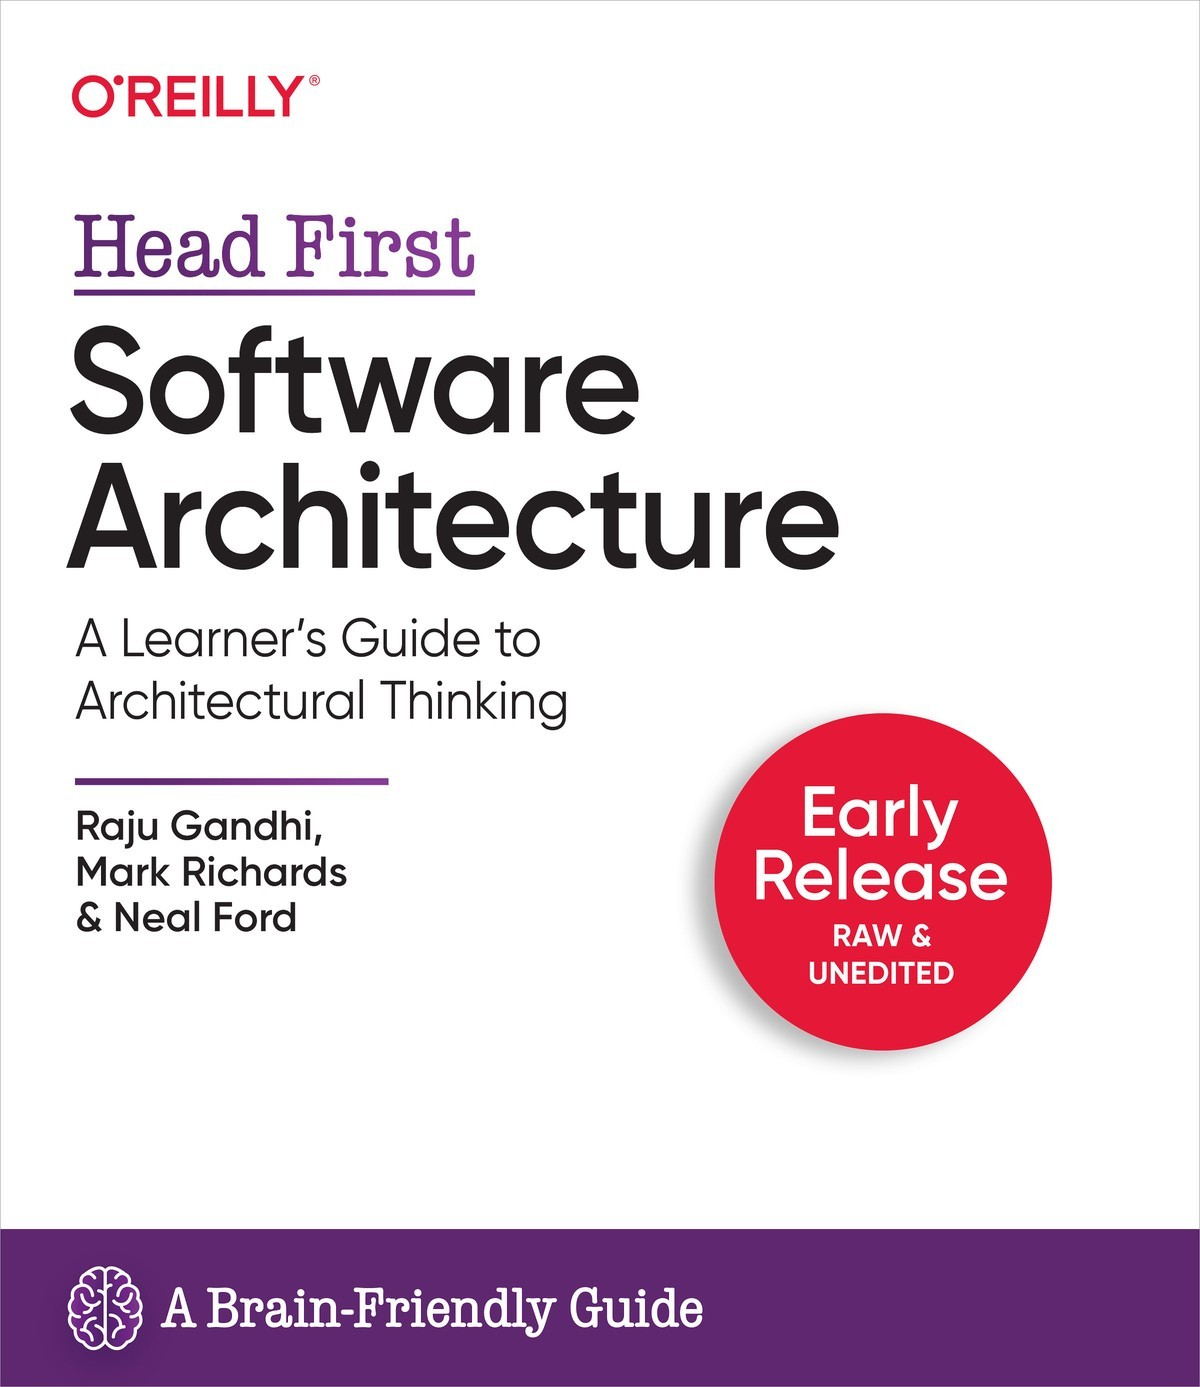 O'REILLY®
Head First
Software
Architecture
A Learner’s Guide to
Architectural Thinking
Raju Gandhi,
Mark Richards
& Neal Ford
Early
Release
RAW &
UNEDITED
A Brain-Friendly Guide